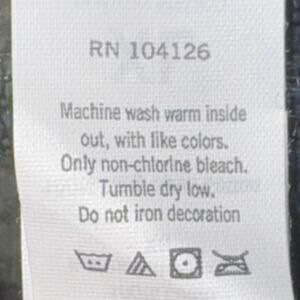 RN 104126
Machine wash warm inside
out, with like colors.
Only non-chlorine bleach.
Tumble dry low.
Do not iron decoration